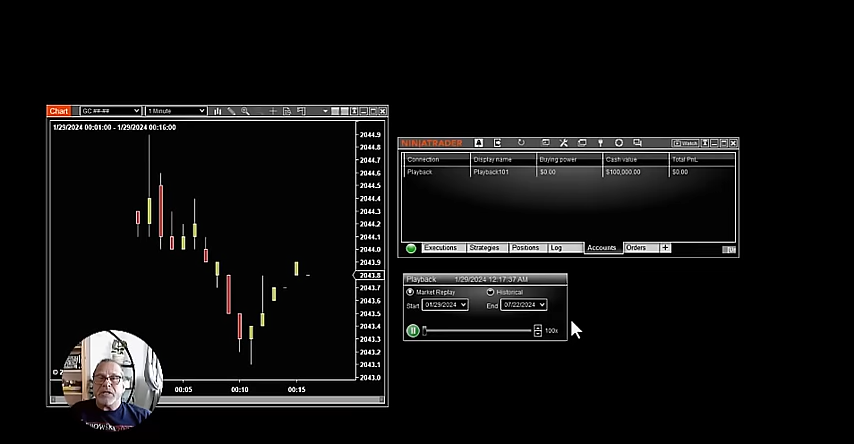 Chart GC ##-## 1 Minute
1/29/2024 00:01:00 - 1/29/2024 00:16:00
2044.9
2044.8
2044.7
2044.6
2044.5
2044.4
2044.3
2044.2
2044.1
2044.0
2043.9
2043.8
2043.7
2043.6
2043.5
2043.4
2043.3
2043.2
2043.1
2043.0
00:05 00:10 00:15
NINJATRADER
Connection Display name Buying power Cash value Total PnL
Playback Playback101 $0.00 $100,000.00 $0.00
Executions Strategies Positions Log Accounts Orders +
Playback 1/29/2024 12:17:37 AM
Market Replay Historical
Start 01/29/2024 End 07/22/2024
100x